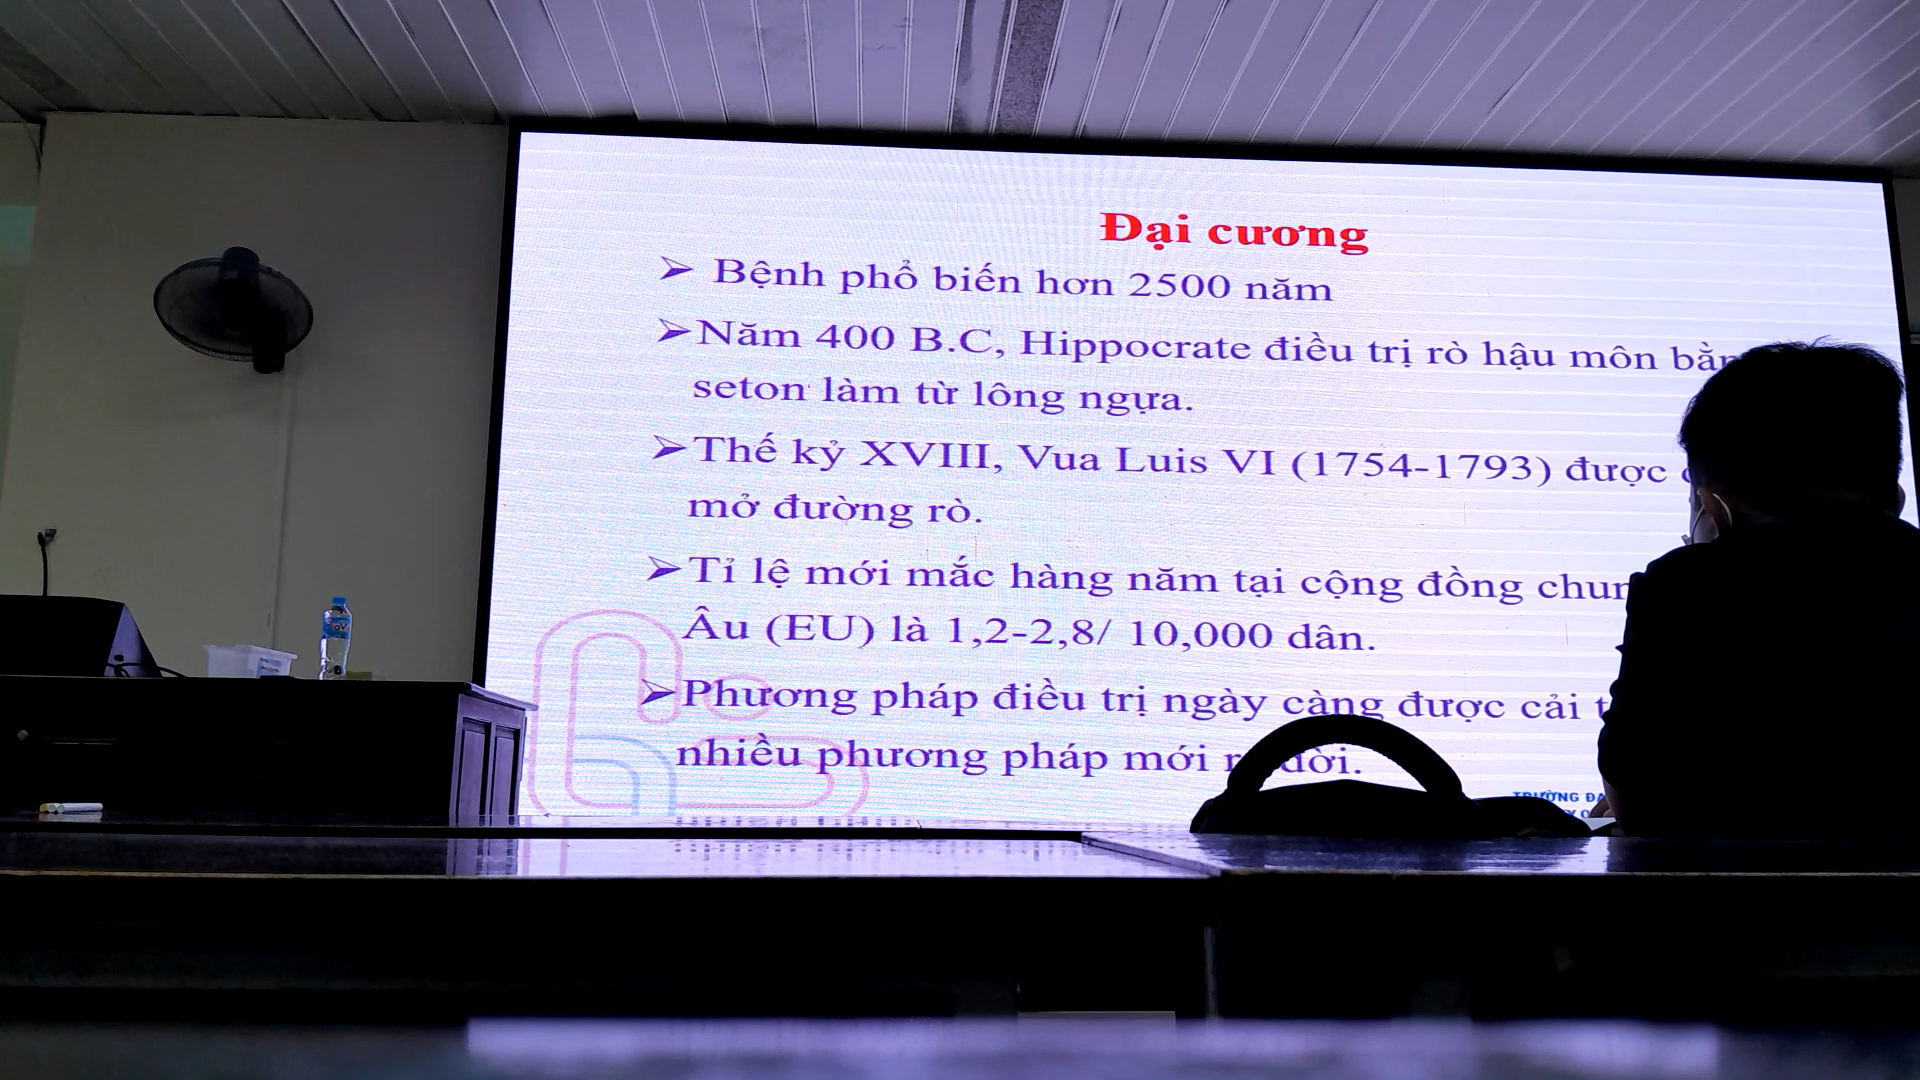 Đại cương
➢ Bệnh phổ biến hơn 2500 năm
➢Năm 400 B.C, Hippocrate điều trị rò hậu môn
seton làm từ lông ngựa.
➢Thế kỷ XVIII, Vua Luis VI (1754-1793) được
mở đường rò.
➢Tỉ lệ mới mắc hàng năm tại cộng đồng
Âu (EU) là 1,2-2,8/ 10,000 dân.
➢Phương pháp điều trị ngày càng được cải
nhiều phương pháp mới
TRƯỜNG